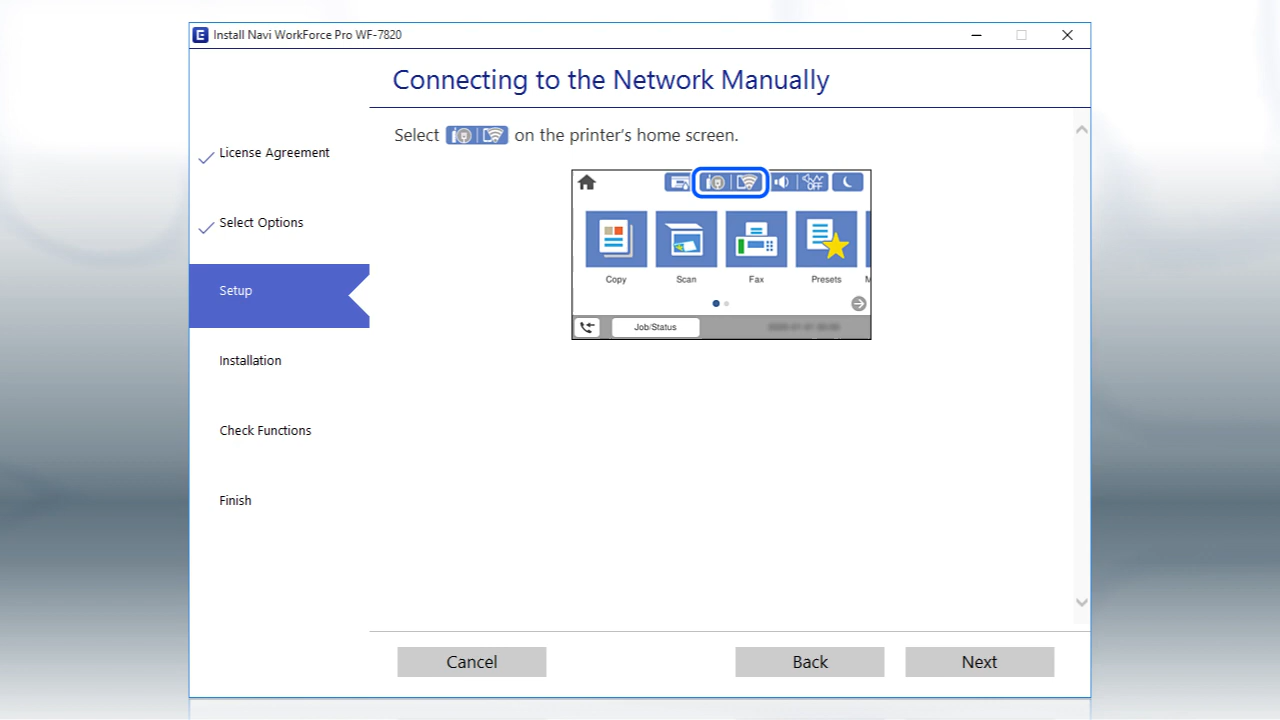 Install Navi WorkForce Pro WF-7820
Connecting to the Network Manually
License Agreement
Select Options
Setup
Installation
Check Functions
Finish
Select on the printer's home screen.
OFF
Copy Scan Fax Presets M
Job/Status
Cancel Back Next